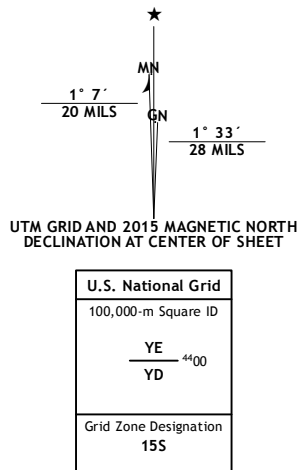 ★
MN
GN
1° 7´
20 MILS
1° 33´
28 MILS
UTM GRID AND 2015 MAGNETIC NORTH
DECLINATION AT CENTER OF SHEET
U.S. National Grid
100,000-m Square ID
YE
YD
4400
Grid Zone Designation
15S